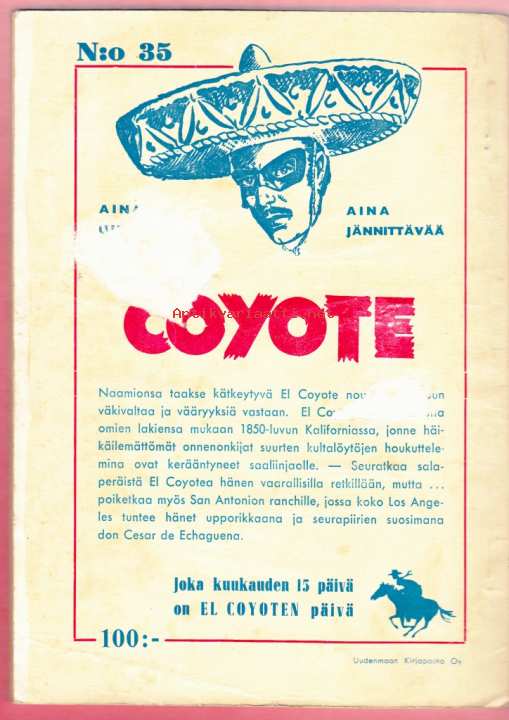 N:o 35
AINA
AINA
JÄNNITTÄVÄÄ
Antikvariaatti.net
COYOTE
Naamionsa taakse kätkeytyvä El Coyote
väkivaltaa ja vääryyksiä vastaan. El
omien lakiensa mukaan 1850-luvun Kaliforniassa, jonne häi-
käilemättömät onnenonkijat suurten kultalöytöjen houkuttele-
mina ovat kerääntyneet saaliinjaolle. — Seuratkaa sala-
peräistä El Coyotea hänen vaarallisilla retkillään, mutta ...
poiketkaa myös San Antonion ranchille, jossa koko Los Ange-
les tuntee hänet upporikkaana ja seurapiirien suosimana
don Cesar de Echaguena.
Joka kuukauden 15 päivä
on EL COYOTEN päivä
100:-
Uudenmaan Kirjapaino Oy